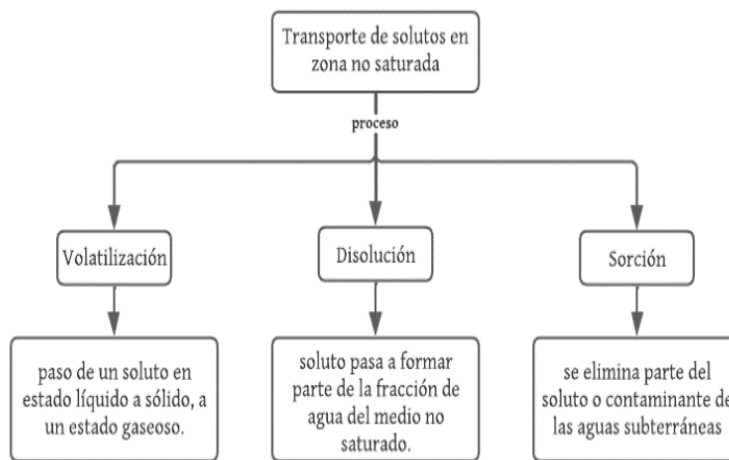 Transporte de solutos en
zona no saturada
proceso
Volatilización
Disolución
Sorción
paso de un soluto en
estado líquido a sólido, a
un estado gaseoso.
soluto pasa a formar
parte de la fracción de
agua del medio no
saturado.
se elimina parte del
soluto o contaminante de
las aguas subterráneas